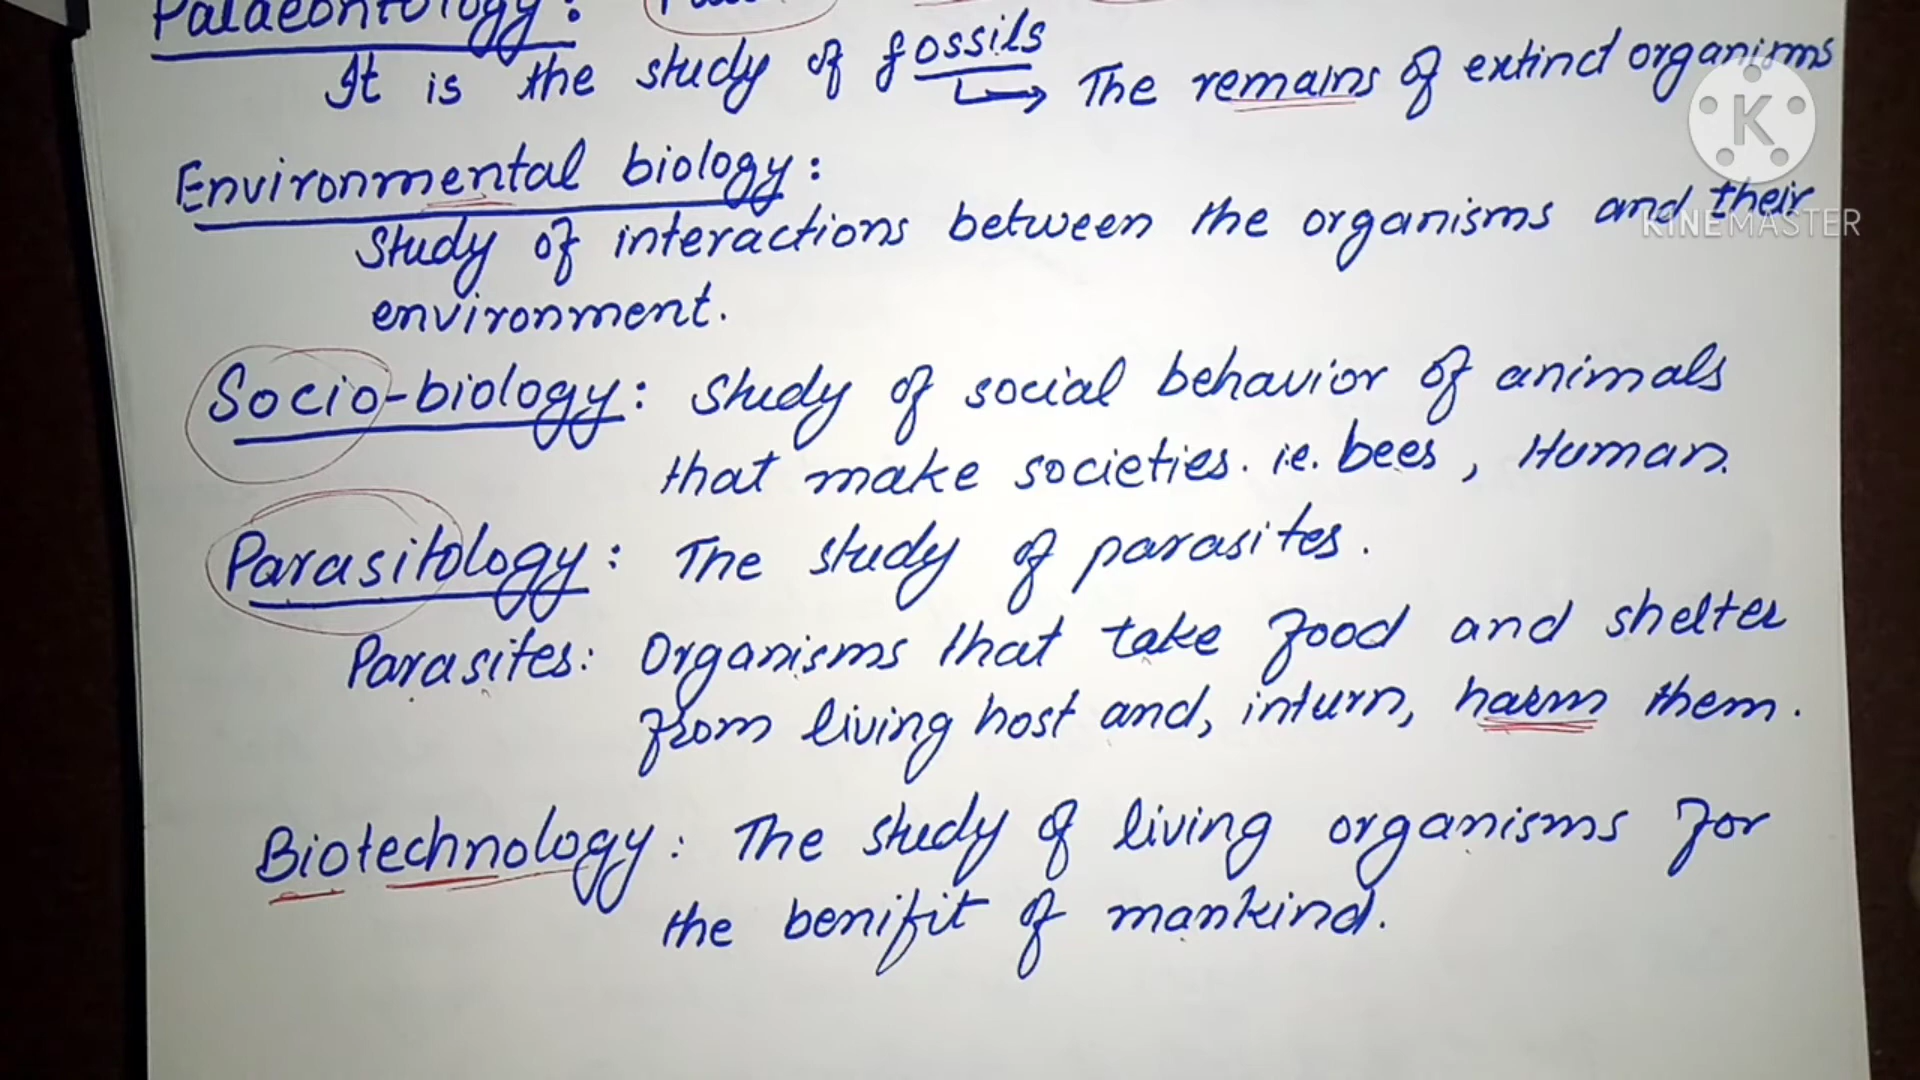 Palaeontology:
It is the study of fossils
The remains of extinct organisms
K
Environmental biology:
Study of interactions between the organisms and their
KINEMASTER
environment.
Socio-biology: Study of social behavior of animals
that make societies. i.e. bees, Human.
Parasitology: The study of parasites.
Parasites: Organisms that take food and shelter
from living host and, inturn, harm them.
Biotechnology: The study of living organisms for
the benifit of mankind.